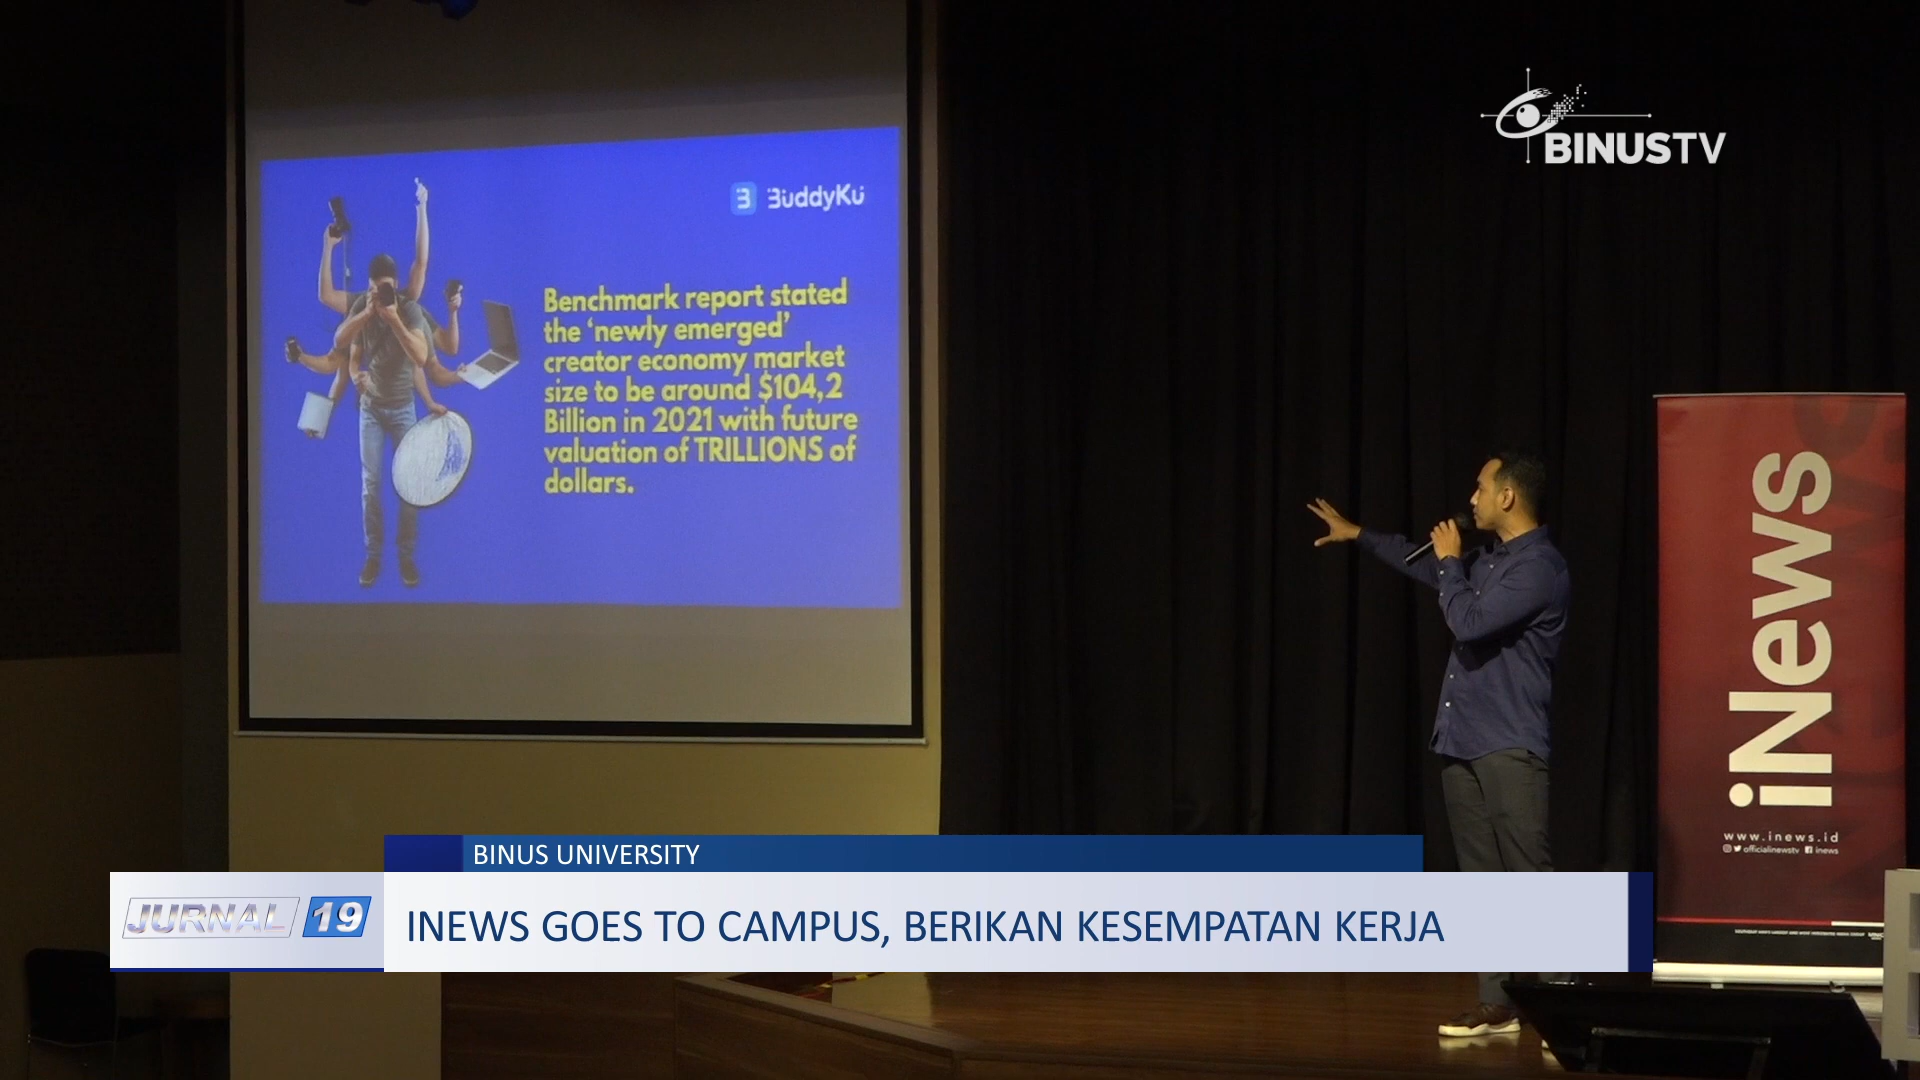 BINUSTV
BuddyKu
Benchmark report stated
the ‘newly emerged’
creator economy market
size to be around $104,2
Billion in 2021 with future
valuation of TRILLIONS of
dollars.
iNews
www.inews.id
officialinewstv inews
BINUS UNIVERSITY
JURNAL 19
INEWS GOES TO CAMPUS, BERIKAN KESEMPATAN KERJA